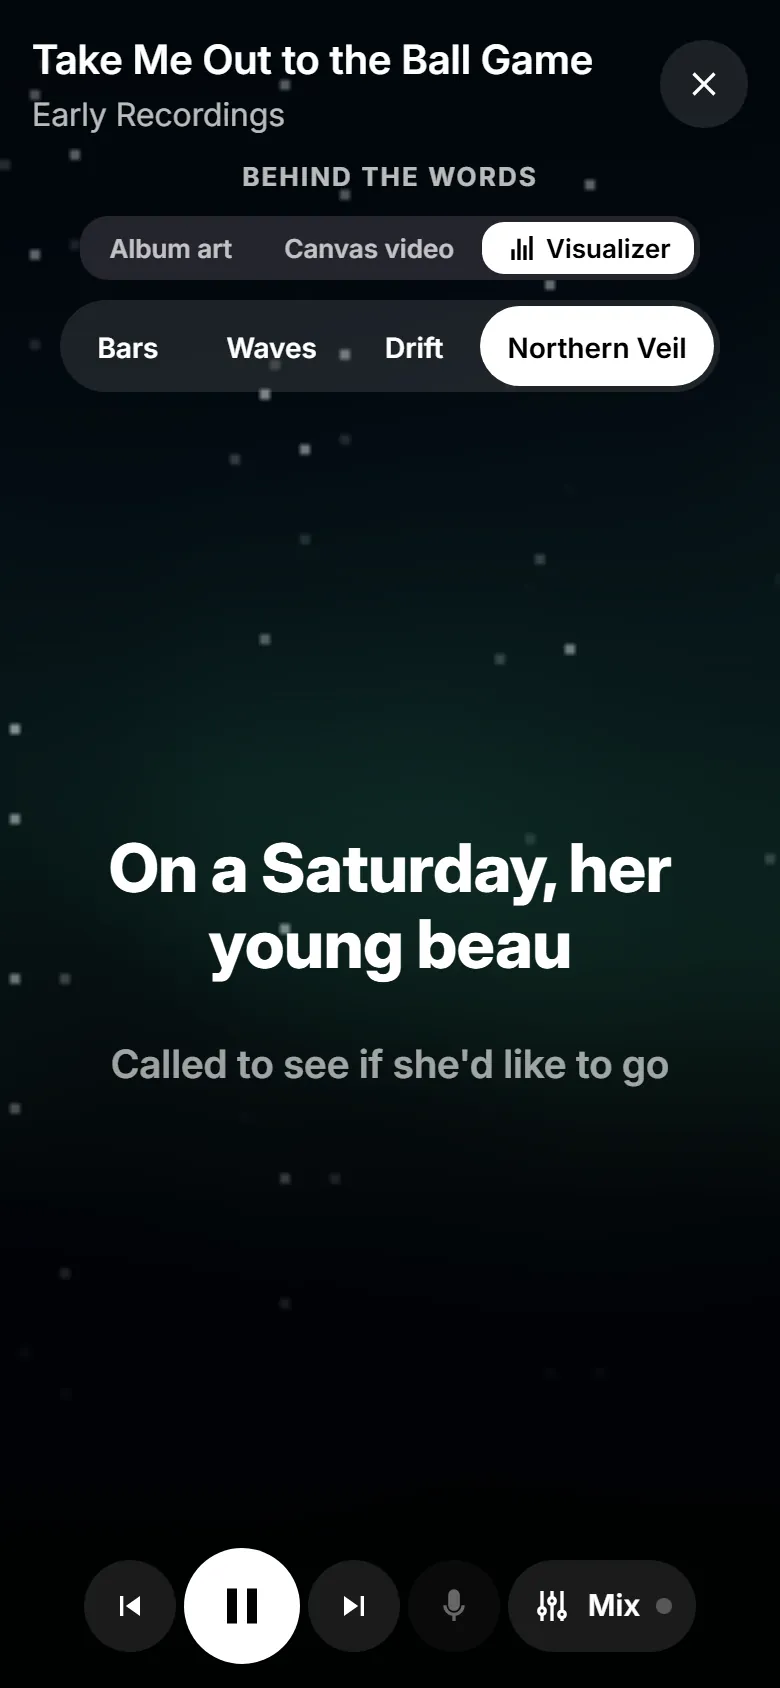 Take Me Out to the Ball Game
Early Recordings
BEHIND THE WORDS
Album art Canvas video Visualizer
Bars Waves Drift Northern Veil
On a Saturday, her
young beau
Called to see if she'd like to go
Mix